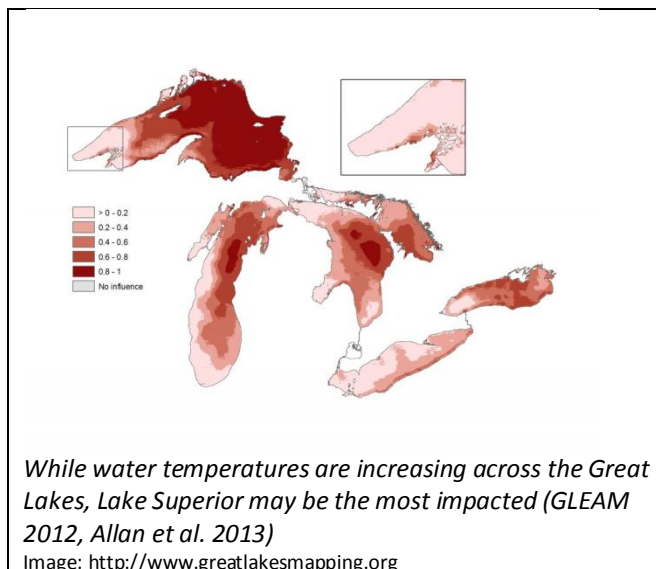 > 0 - 0.2
0.2 - 0.4
0.4 - 0.6
0.6 - 0.8
0.8 - 1
No influence
While water temperatures are increasing across the Great
Lakes, Lake Superior may be the most impacted (GLEAM
2012, Allan et al. 2013)
Image: http://www.greatlakesmapping.org